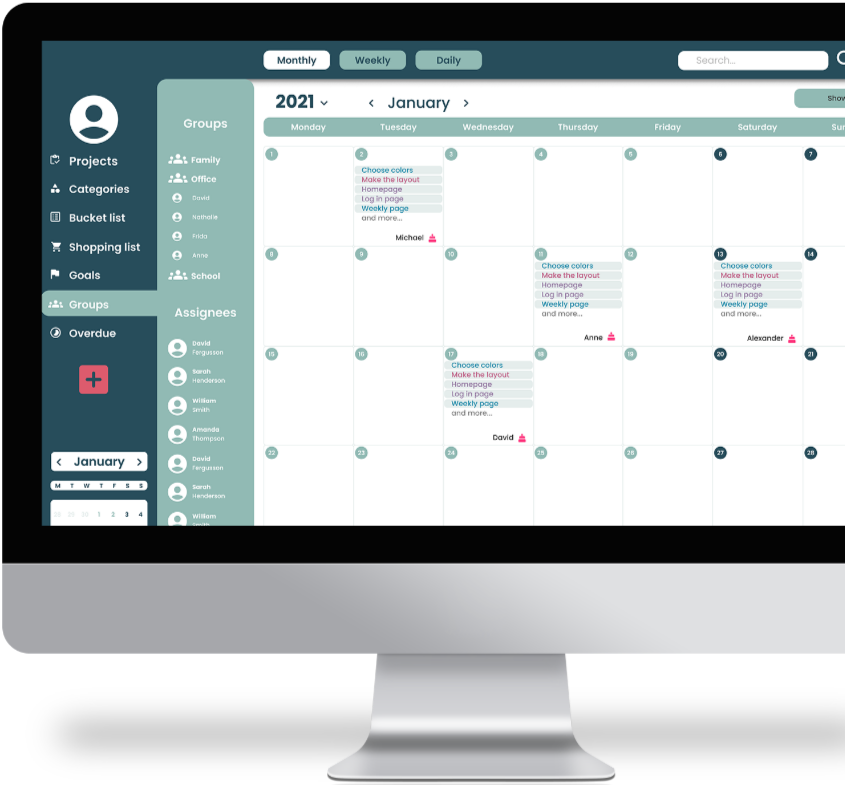 Monthly
Weekly
Daily
Search...
2021
< January >
Show
Monday Tuesday Wednesday Thursday Friday Saturday Su
Projects
Categories
Bucket list
Shopping list
Goals
Groups
Overdue
< January >
M T W T F S S
1 2 3 4
Groups
Family
Office
David
Nathalie
Frida
Anne
School
Assignees
David
Fergusson
Sarah
Henderson
William
Smith
Amanda
Thompson
David
Fergusson
Sarah
Henderson
William
Smith
1 2 3 4 5 6 7
Choose colors
Make the layout
Homepage
Log in page
Weekly page
and more...
Michael
8 9 10 11 12 13 14
Choose colors
Make the layout
Homepage
Log in page
Weekly page
and more...
Anne
Choose colors
Make the layout
Homepage
Log in page
Weekly page
and more...
Alexander
15 16 17 18 19 20 21
Choose colors
Make the layout
Homepage
Log in page
Weekly page
and more...
David
22 23 24 25 26 27 28